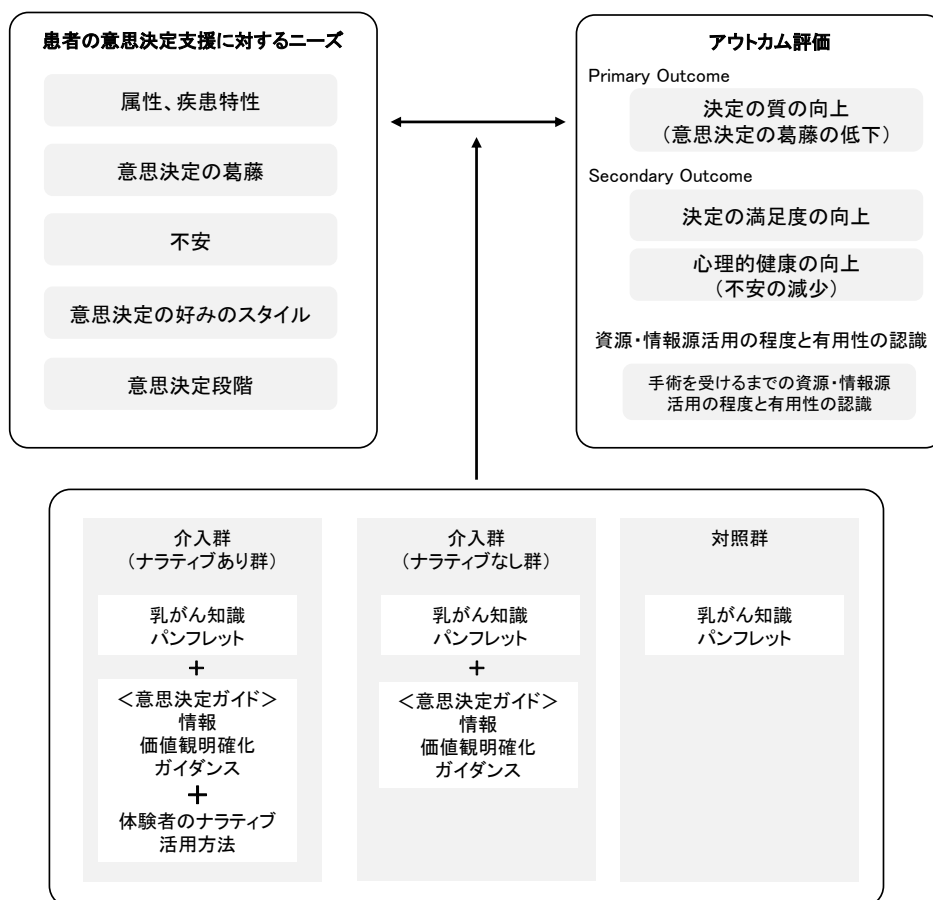 患者の意思決定支援に対するニーズ
属性、疾患特性
意思決定の葛藤
不安
意思決定の好みのスタイル
意思決定段階
アウトカム評価
Primary Outcome
決定の質の向上
（意思決定の葛藤の低下）
Secondary Outcome
決定の満足度の向上
心理的健康の向上
（不安の減少）
資源・情報源活用の程度と有用性の認識
手術を受けるまでの資源・情報源
活用の程度と有用性の認識
介入群
（ナラティブあり群）
乳がん知識
パンフレット
+
＜意思決定ガイド＞
情報
価値観明確化
ガイダンス
+
体験者のナラティブ
活用方法
介入群
（ナラティブなし群）
乳がん知識
パンフレット
+
＜意思決定ガイド＞
情報
価値観明確化
ガイダンス
対照群
乳がん知識
パンフレット